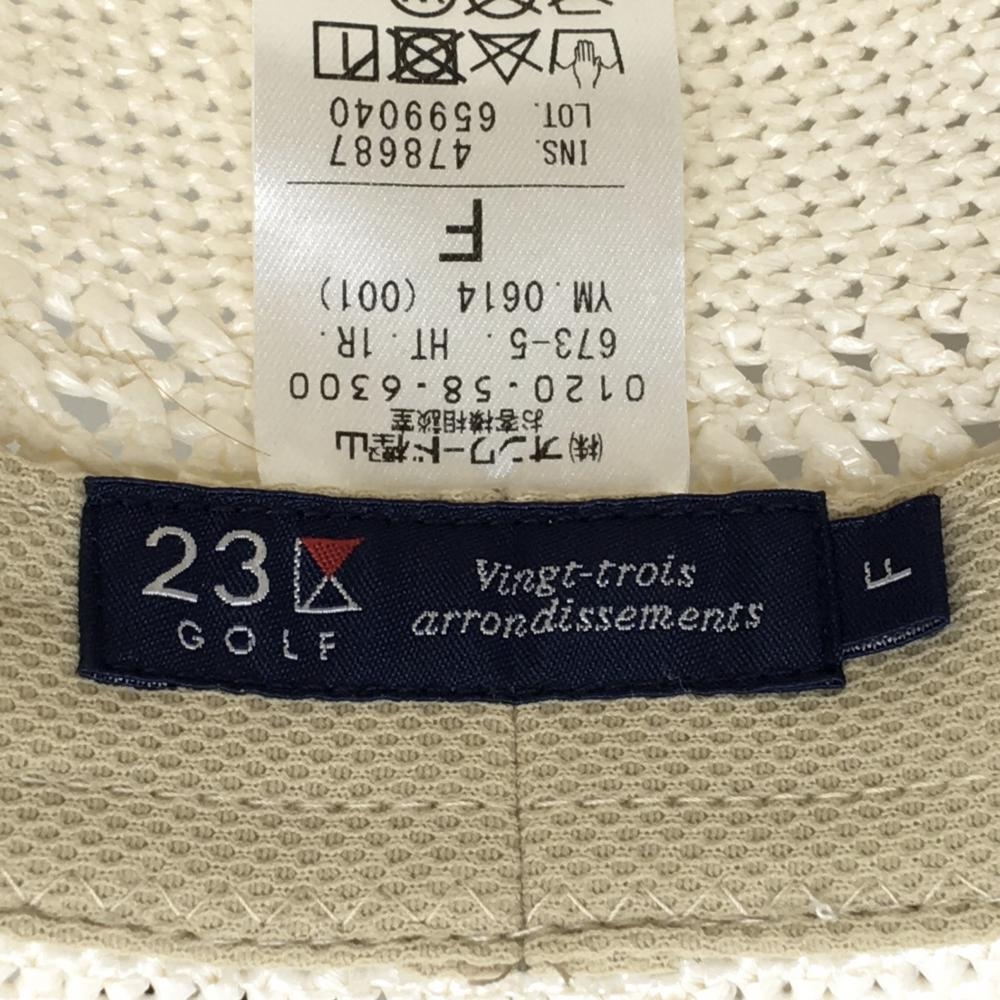 (株)オンワード樫山
お客様相談室
0120-58-6300
673-5. HT.1R.
YM.0614 (001)
F
INS. 478687
LOT. 6599040
23
GOLF
Vingt-trois
arrondissements
F